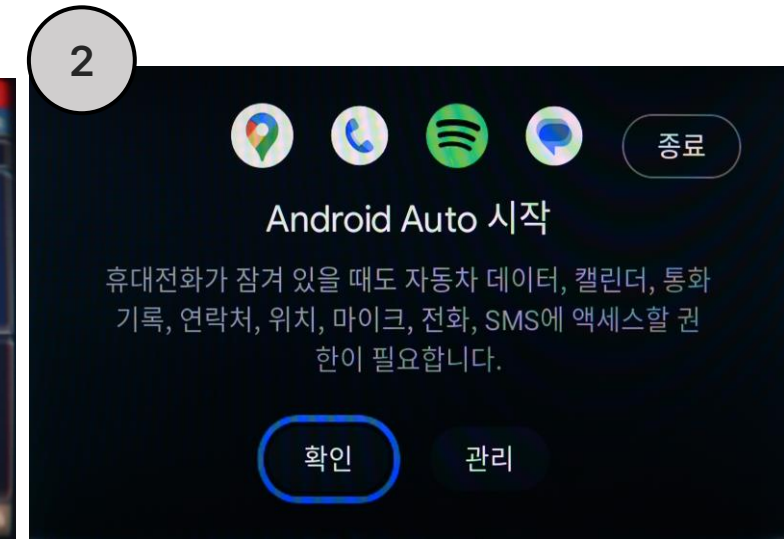 2
종료
Android Auto 시작
휴대전화가 잠겨 있을 때도 자동차 데이터, 캘린더, 통화
기록, 연락처, 위치, 마이크, 전화, SMS에 액세스할 권
한이 필요합니다.
확인
관리